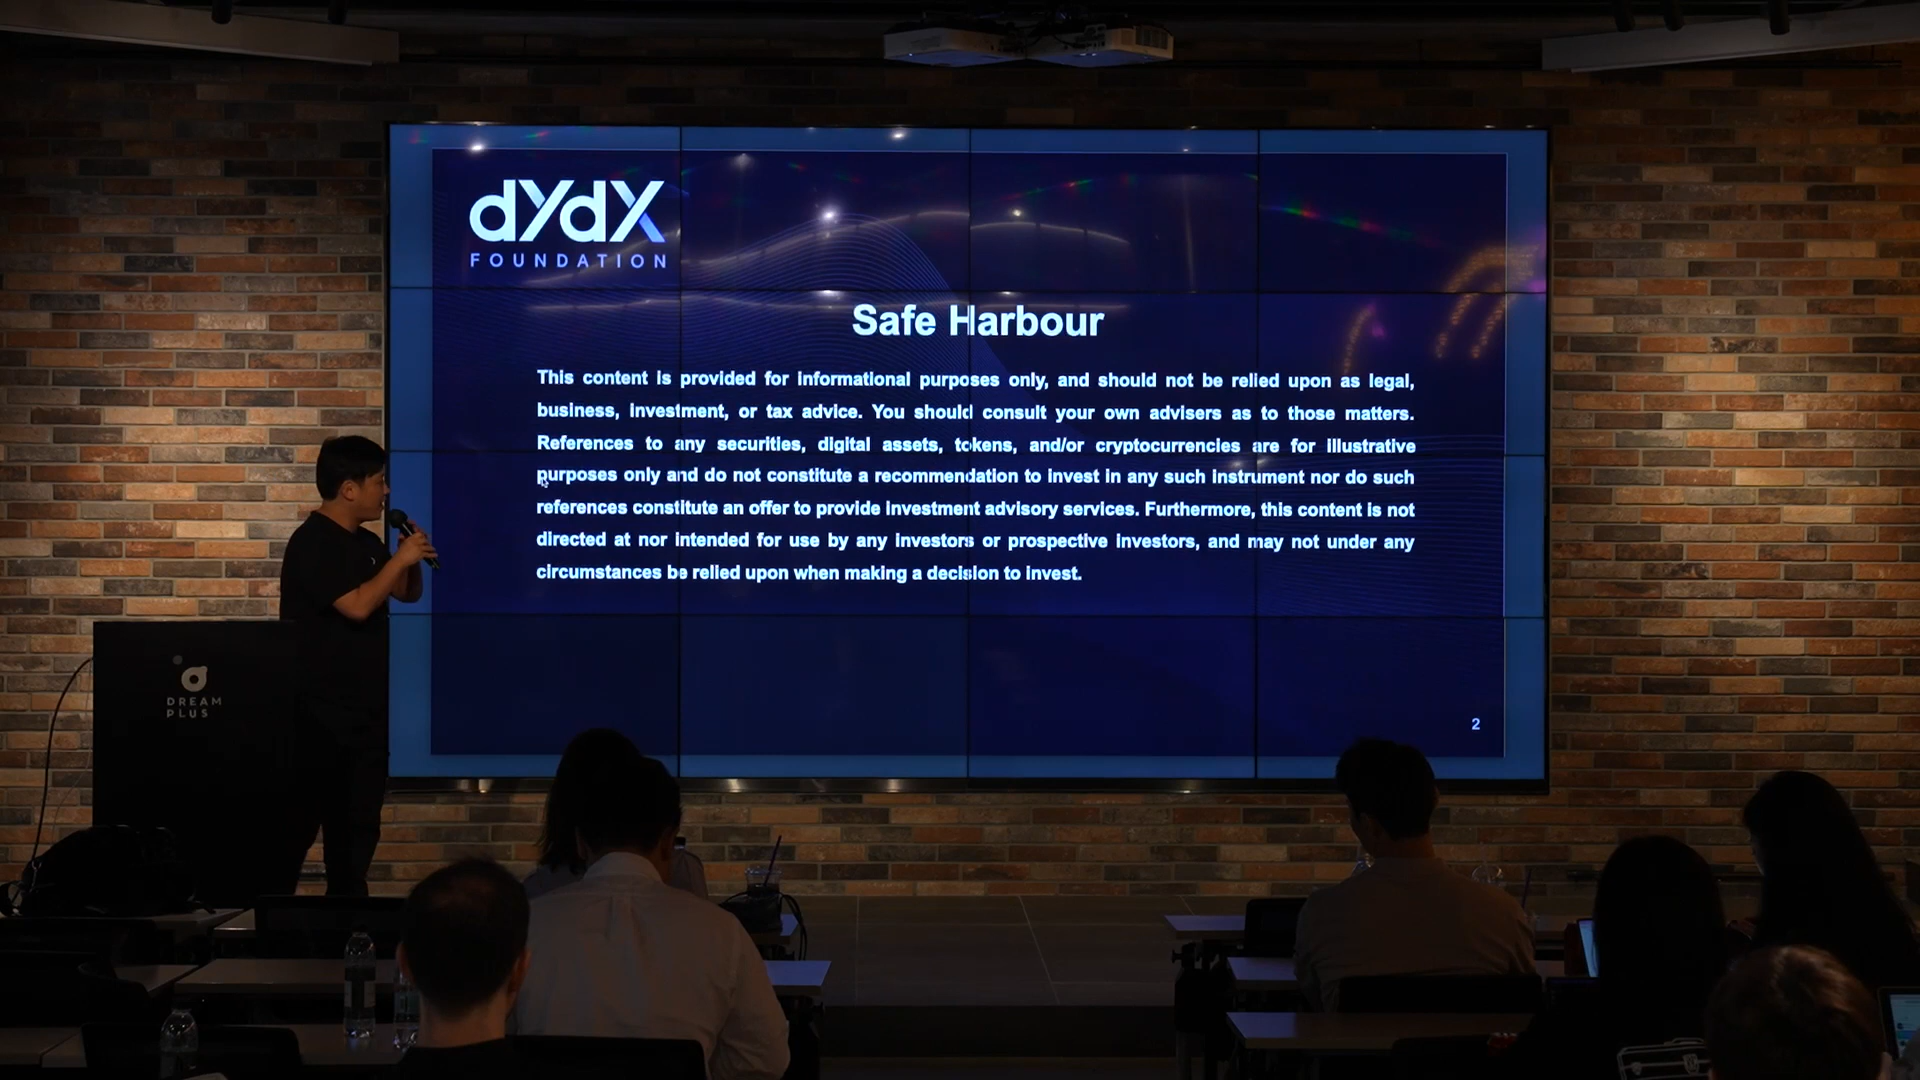 dYdX
FOUNDATION
Safe Harbour
This content is provided for informational purposes only, and should not be relied upon as legal,
business, investment, or tax advice. You should consult your own advisers as to those matters.
References to any securities, digital assets, tokens, and/or cryptocurrencies are for illustrative
purposes only and do not constitute a recommendation to invest in any such instrument nor do such
references constitute an offer to provide investment advisory services. Furthermore, this content is not
directed at nor intended for use by any investors or prospective investors, and may not under any
circumstances be relied upon when making a decision to invest.
2
DREAM
PLUS